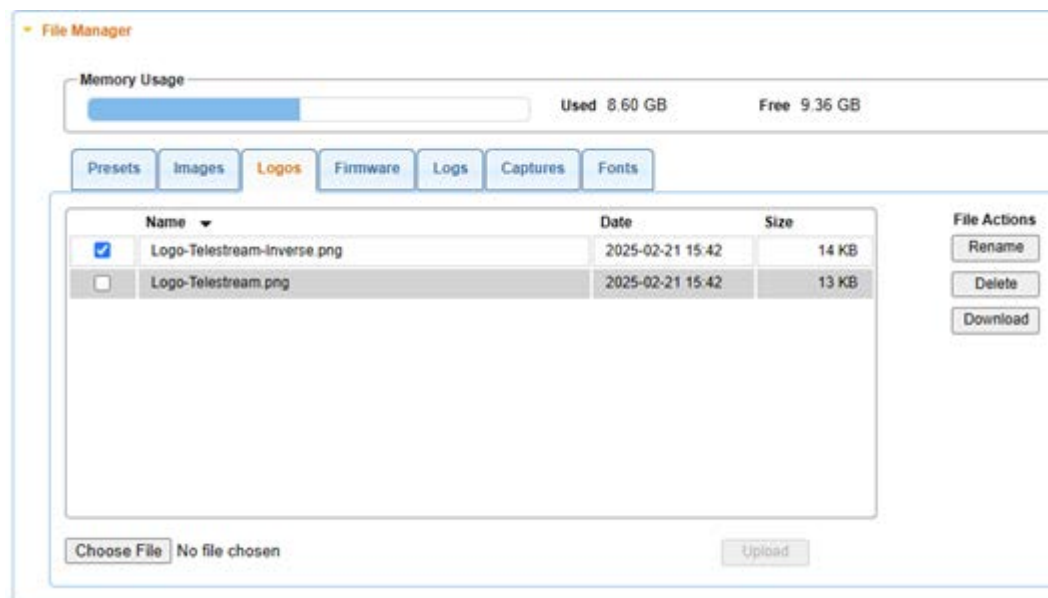 File Manager
Memory Usage
Used 8.60 GB Free 9.36 GB
Presets Images Logos Firmware Logs Captures Fonts
Name Date Size File Actions
Logo-Telestream-Inverse.png 2025-02-21 15:42 14 KB Rename
Logo-Telestream.png 2025-02-21 15:42 13 KB Delete
Download
Choose File No file chosen Upload